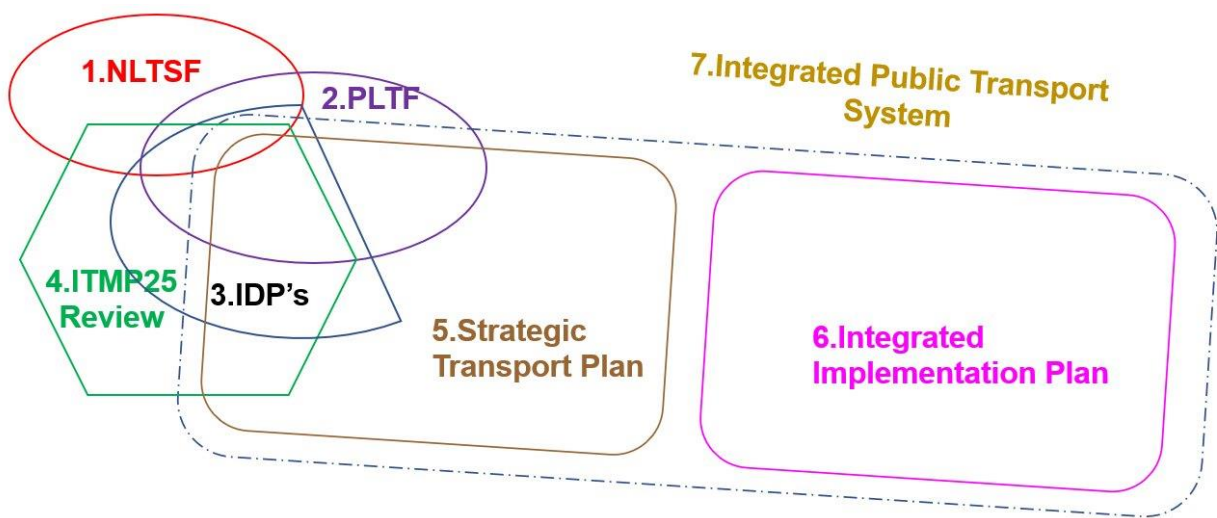 1.NLTSF
2.PLTF
7.Integrated Public Transport
System
4.ITMP25
Review
3.IDP’s
5.Strategic
Transport Plan
6.Integrated
Implementation Plan